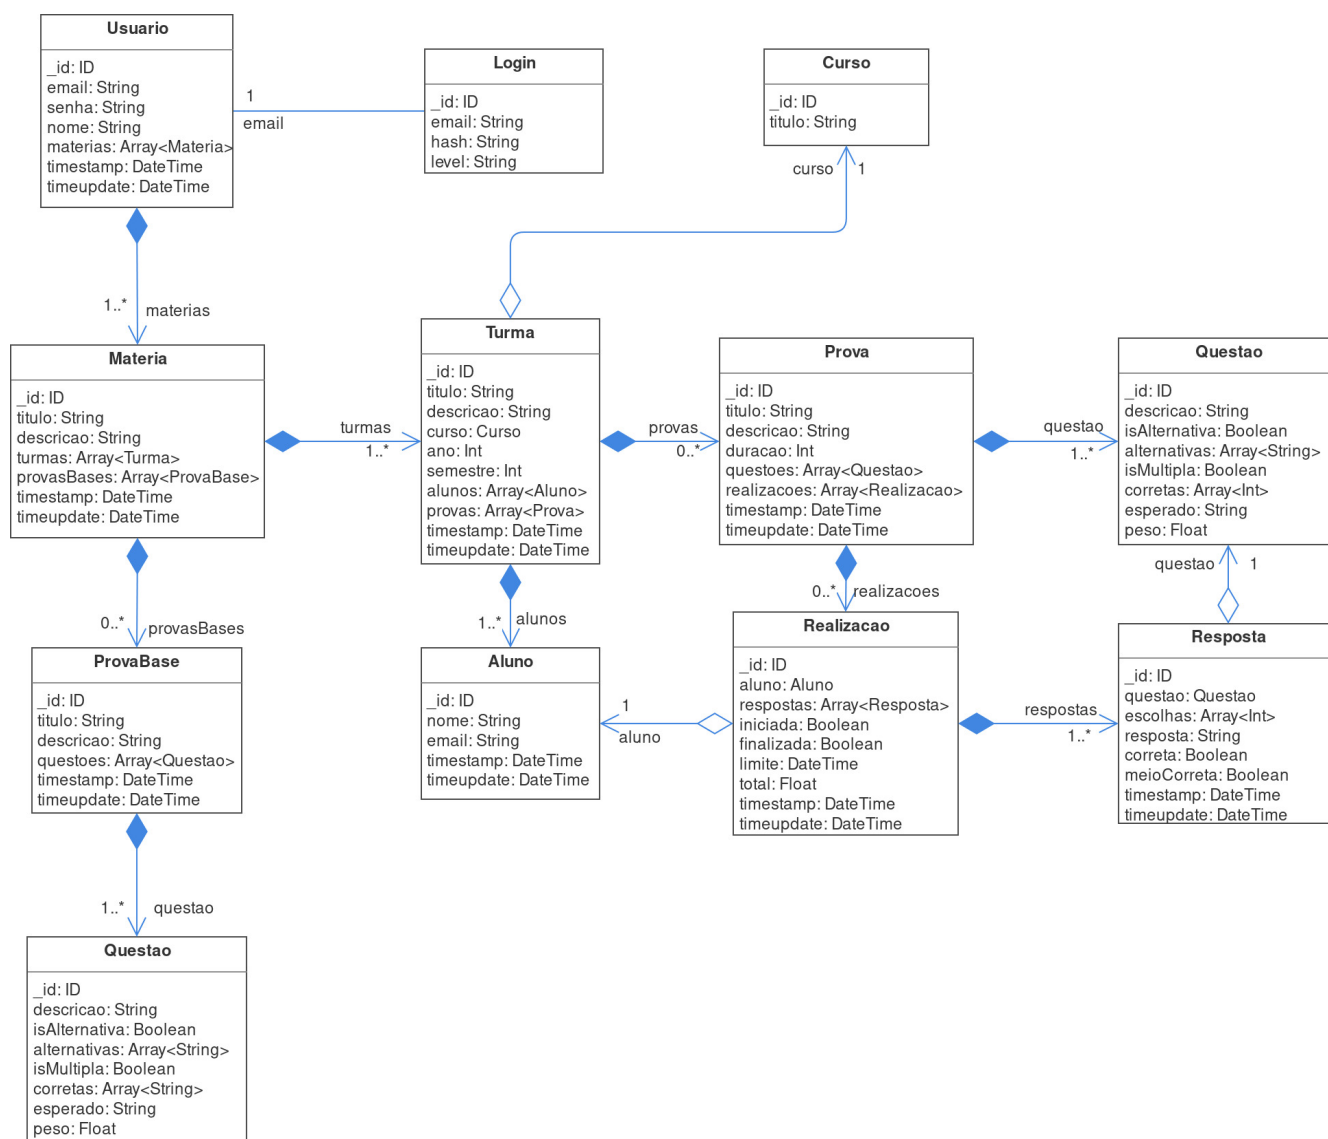 Usuario
_id: ID
email: String
senha: String
nome: String
materias: Array<Materia>
timestamp: DateTime
timeupdate: DateTime
1
email
Login
_id: ID
email: String
hash: String
level: String
Curso
_id: ID
titulo: String
curso
1
1..*
materias
Materia
_id: ID
titulo: String
descricao: String
turmas: Array<Turma>
provasBases: Array<ProvaBase>
timestamp: DateTime
timeupdate: DateTime
turmas
1..*
Turma
_id: ID
titulo: String
descricao: String
curso: Curso
ano: Int
semestre: Int
alunos: Array<Aluno>
provas: Array<Prova>
timestamp: DateTime
timeupdate: DateTime
provas
0..*
Prova
_id: ID
titulo: String
descricao: String
duracao: Int
questoes: Array<Questao>
realizacoes: Array<Realizacao>
timestamp: DateTime
timeupdate: DateTime
questao
1..*
Questao
_id: ID
descricao: String
isAlternativa: Boolean
alternativas: Array<String>
isMultipla: Boolean
corretas: Array<Int>
esperado: String
peso: Float
questao
1
0..*
provasBases
1..*
alunos
0..*
realizacoes
ProvaBase
_id: ID
titulo: String
descricao: String
questoes: Array<Questao>
timestamp: DateTime
timeupdate: DateTime
Aluno
_id: ID
nome: String
email: String
timestamp: DateTime
timeupdate: DateTime
1
aluno
Realizacao
_id: ID
aluno: Aluno
respostas: Array<Resposta>
iniciada: Boolean
finalizada: Boolean
limite: DateTime
total: Float
timestamp: DateTime
timeupdate: DateTime
respostas
1..*
Resposta
_id: ID
questao: Questao
escolhas: Array<Int>
resposta: String
correta: Boolean
meioCorreta: Boolean
timestamp: DateTime
timeupdate: DateTime
1..*
questao
Questao
_id: ID
descricao: String
isAlternativa: Boolean
alternativas: Array<String>
isMultipla: Boolean
corretas: Array<String>
esperado: String
peso: Float